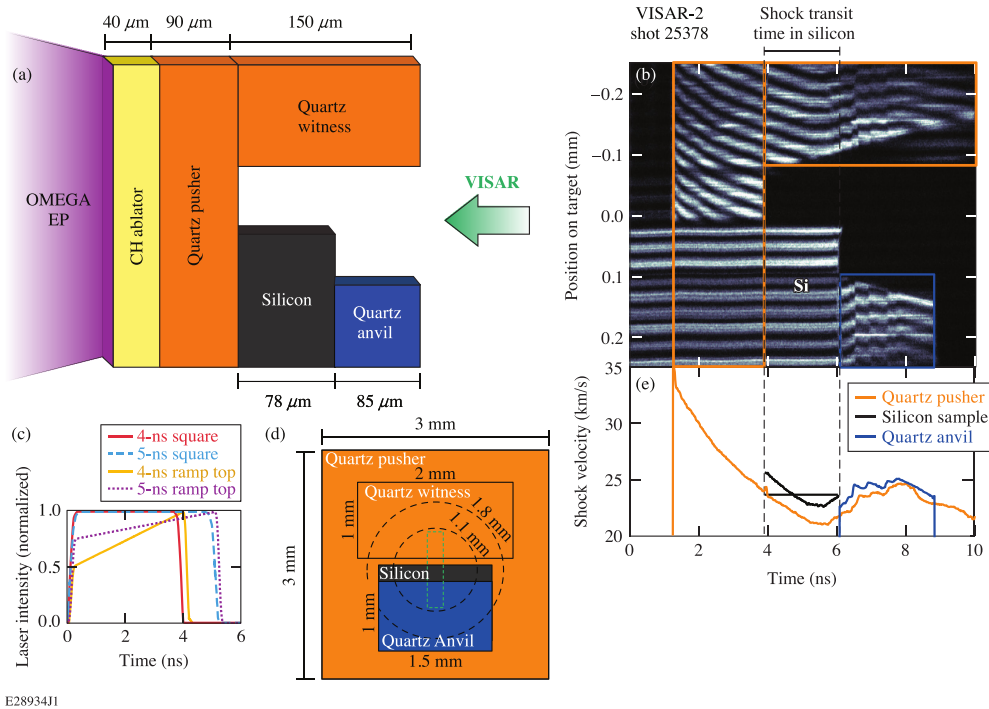 40 μm
90 μm
150 μm
(a)
OMEGA
EP
CH ablator
Quartz pusher
Quartz
witness
VISAR
Silicon
Quartz
anvil
78 μm
85 μm
VISAR-2
shot 25378
Shock transit
time in silicon
(b)
Position on target (mm)
−0.2
−0.1
0.0
0.1
0.2
Si
(e)
Shock velocity (km/s)
35
30
25
20
Quartz pusher
Silicon sample
Quartz anvil
0
2
4
6
8
10
Time (ns)
(c)
4-ns square
5-ns square
4-ns ramp top
5-ns ramp top
Laser intensity (normalized)
1.0
0.5
0.0
0
2
4
6
Time (ns)
(d)
3 mm
3 mm
Quartz pusher
2 mm
Quartz witness
1 mm
1.8 mm
1.1 mm
Silicon
1 mm
Quartz Anvil
1.5 mm
E28934J1